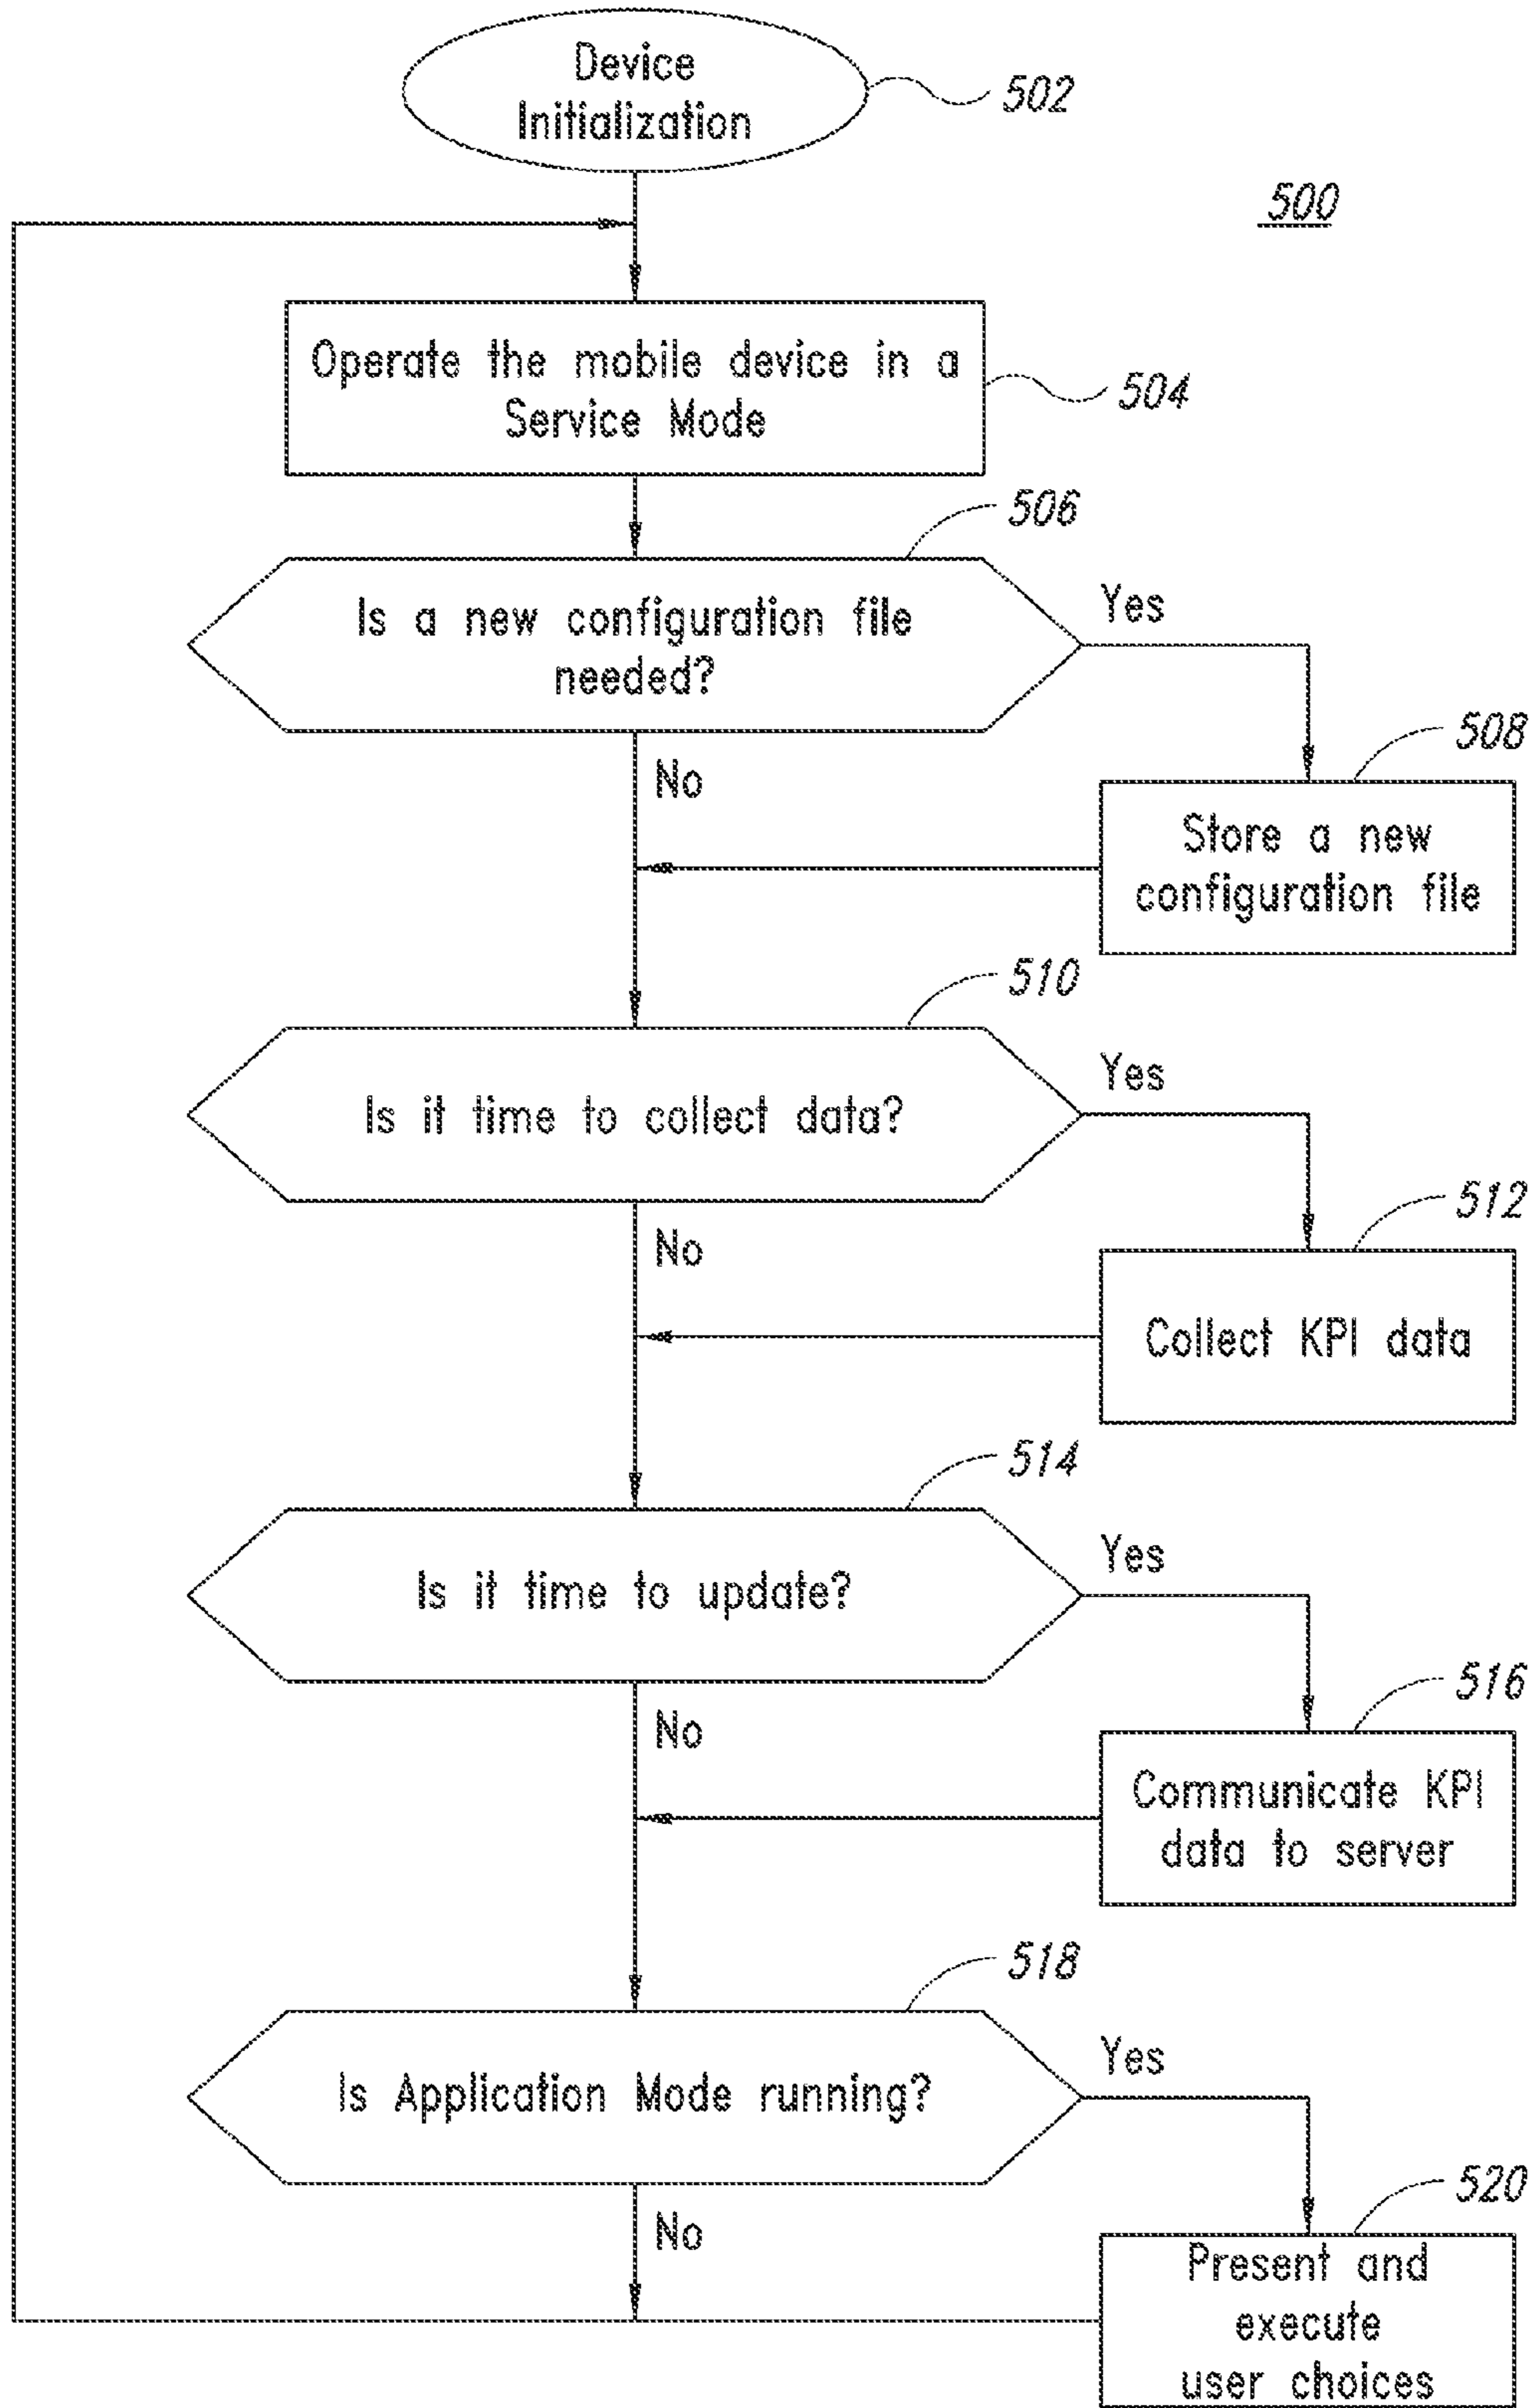 Device
Initialization
502
500
Operate the mobile device in a
Service Mode
504
506
Is a new configuration file
needed?
Yes
508
No
Store a new
configuration file
510
Is it time to collect data?
Yes
512
No
Collect KPI data
514
Is it time to update?
Yes
516
No
Communicate KPI
data to server
518
Is Application Mode running?
Yes
520
No
Present and
execute
user choices